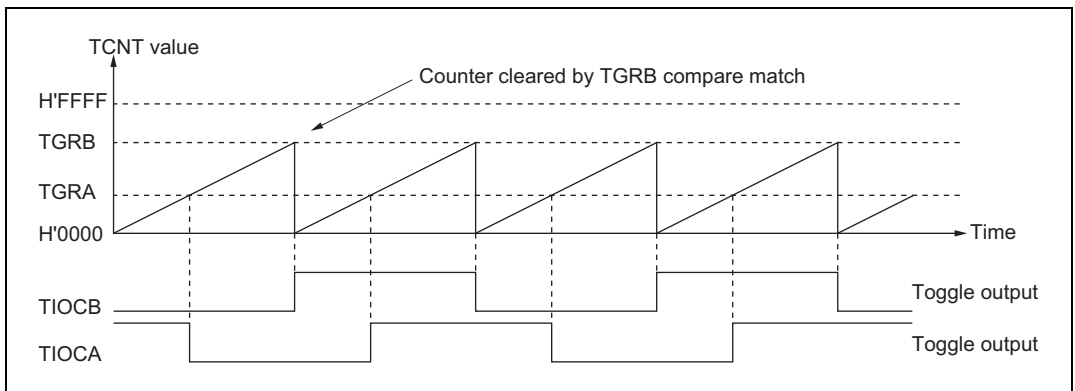 TCNT value
Counter cleared by TGRB compare match
H'FFFF
TGRB
TGRA
H'0000
Time
TIOCB
Toggle output
TIOCA
Toggle output